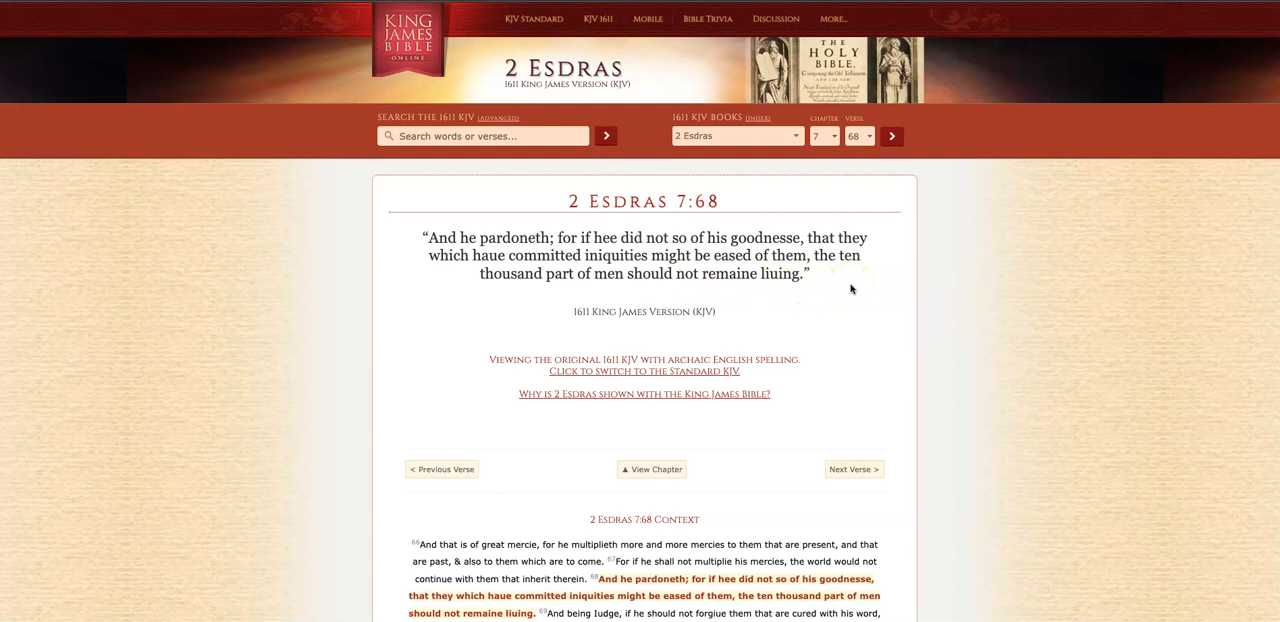 KJV STANDARD KJV 1611 MOBILE BIBLE TRIVIA DISCUSSION MORE...
KING
JAMES
BIBLE
ONLINE
2 ESDRAS
1611 KING JAMES VERSION (KJV)
THE
HOLY
BIBLE,
SEARCH THE 1611 KJV (ADVANCED)
Search words or verses...
1611 KJV BOOKS (INDEX) CHAPTER VERSE
2 Esdras 7 68
2 ESDRAS 7:68
“And he pardoneth; for if hee did not so of his goodnesse, that they
which haue committed iniquities might be eased of them, the ten
thousand part of men should not remaine liuing.”
1611 KING JAMES VERSION (KJV)
VIEWING THE ORIGINAL 1611 KJV WITH ARCHAIC ENGLISH SPELLING.
CLICK TO SWITCH TO THE STANDARD KJV.
WHY IS 2 ESDRAS SHOWN WITH THE KING JAMES BIBLE?
< Previous Verse ▲ View Chapter Next Verse >
2 ESDRAS 7:68 CONTEXT
66And that is of great mercie, for he multiplieth more and more mercies to them that are present, and that
are past, & also to them which are to come. 67For if he shall not multiplie his mercies, the world would not
continue with them that inherit therein. 68And he pardoneth; for if hee did not so of his goodnesse,
that they which haue committed iniquities might be eased of them, the ten thousand part of men
should not remaine liuing. 69And being Iudge, if he should not forgiue them that are cured with his word,